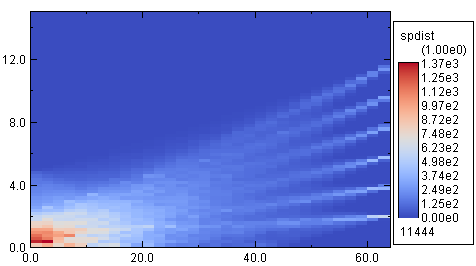 12.0
8.0
4.0
0.0
0.0
20.0
40.0
60.0
spdist
(1.00e0)
1.37e3
1.25e3
1.12e3
9.97e2
8.72e2
7.48e2
6.23e2
4.98e2
3.74e2
2.49e2
1.25e2
0.00e0
11444